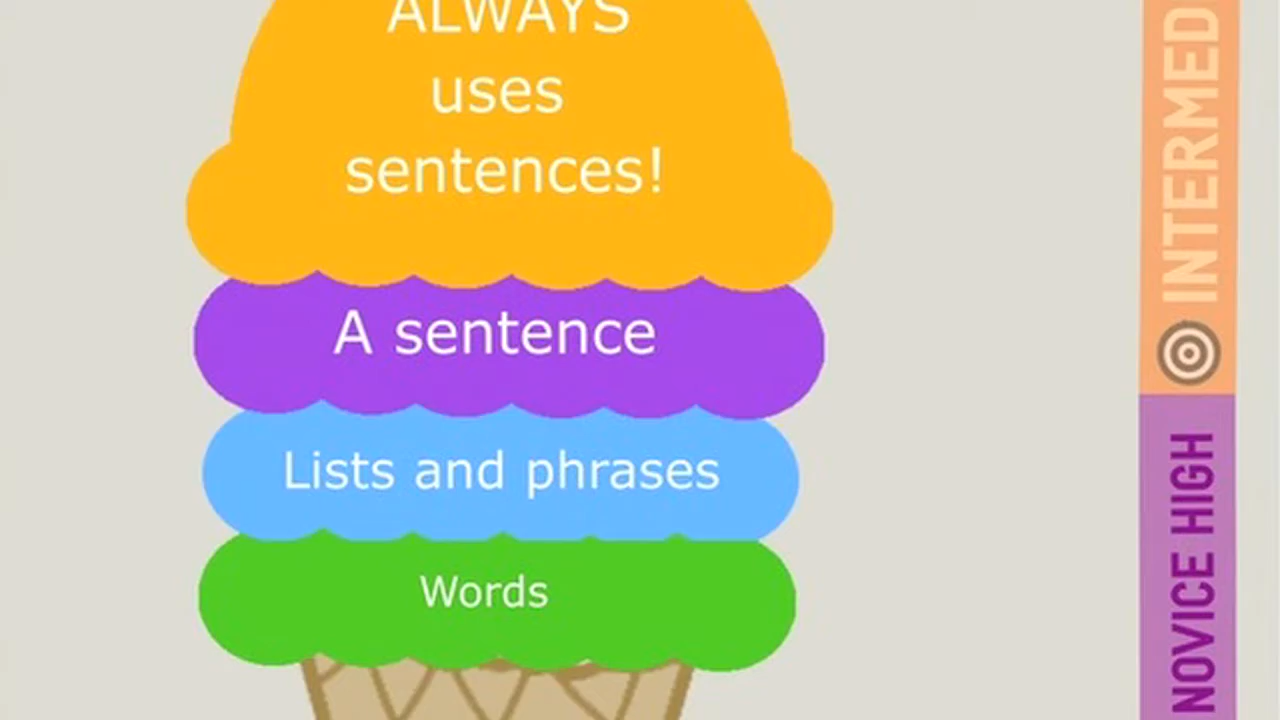 ALWAYS
uses
sentences!
A sentence
Lists and phrases
Words
INTERMED
NOVICE HIGH